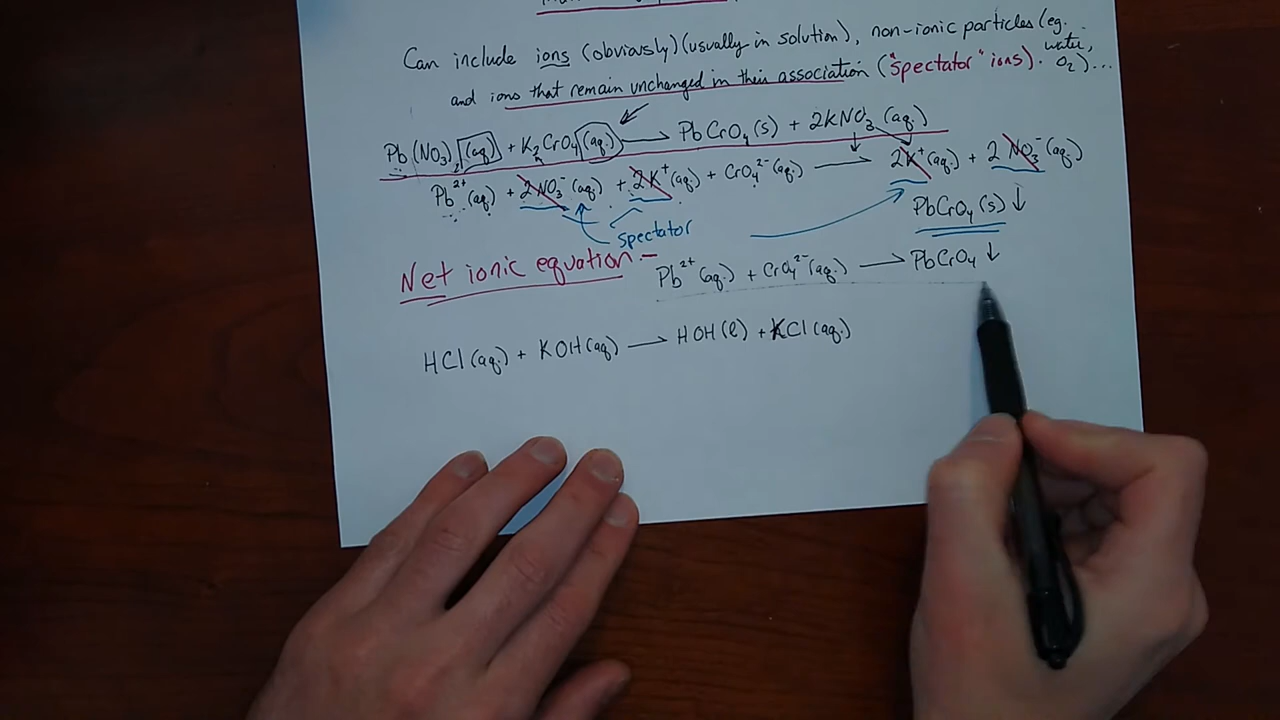 Can include ions (obviously) (usually in solution), non-ionic particles (eg. water, O2)...
and ions that remain unchanged in their association ("spectator" ions).
Pb(NO3)2(aq) + K2CrO4(aq.) → PbCrO4(s) + 2KNO3(aq.)
Pb2+(aq) + 2NO3-(aq) + 2K+(aq) + CrO42-(aq) → 2K+(aq) + 2NO3-(aq)
PbCrO4(s)↓
spectator
Net ionic equation:- Pb2+(aq.) + CrO42-(aq.) → PbCrO4↓
HCl(aq.) + KOH(aq) → HOH(l) + KCl(aq.)